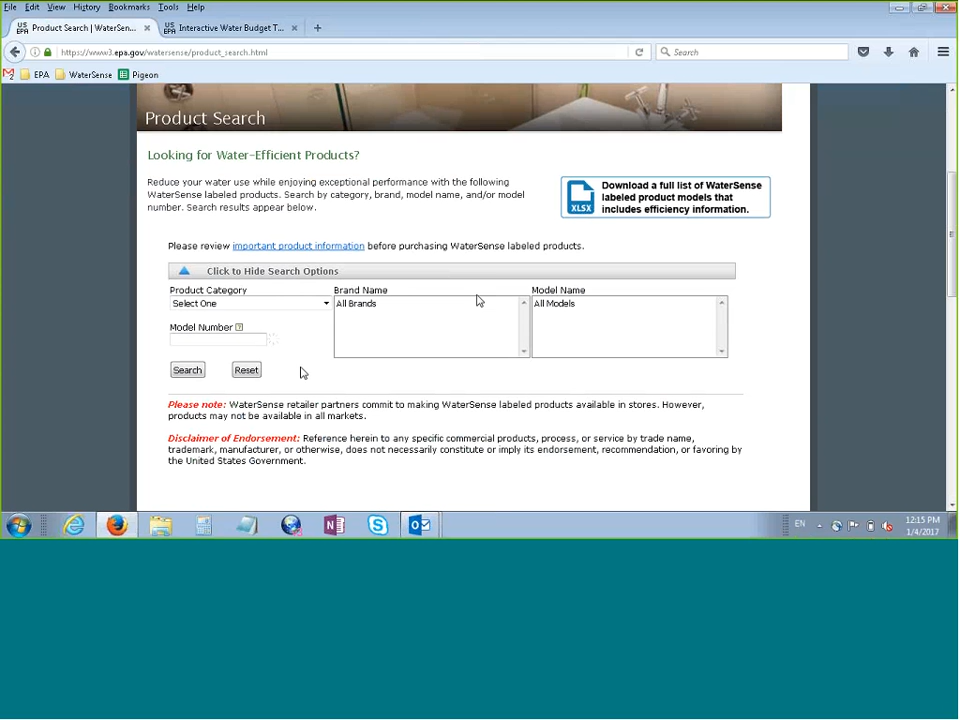 File Edit View History Bookmarks Tools Help
US EPA Product Search | WaterSen... × US EPA Interactive Water Budget T... × +
https://www3.epa.gov/watersense/product_search.html Search
EPA WaterSense Pigeon
Product Search
Looking for Water-Efficient Products?
Reduce your water use while enjoying exceptional performance with the following
WaterSense labeled products. Search by category, brand, model name, and/or model
number. Search results appear below.
XLSX
Download a full list of WaterSense
labeled product models that
includes efficiency information.
Please review important product information before purchasing WaterSense labeled products.
Click to Hide Search Options
Product Category Brand Name Model Name
Select One All Brands All Models
Model Number ?
Search Reset
Please note: WaterSense retailer partners commit to making WaterSense labeled products available in stores. However,
products may not be available in all markets.
Disclaimer of Endorsement: Reference herein to any specific commercial products, process, or service by trade name,
trademark, manufacturer, or otherwise, does not necessarily constitute or imply its endorsement, recommendation, or favoring by
the United States Government.
EN 12:15 PM
1/4/2017